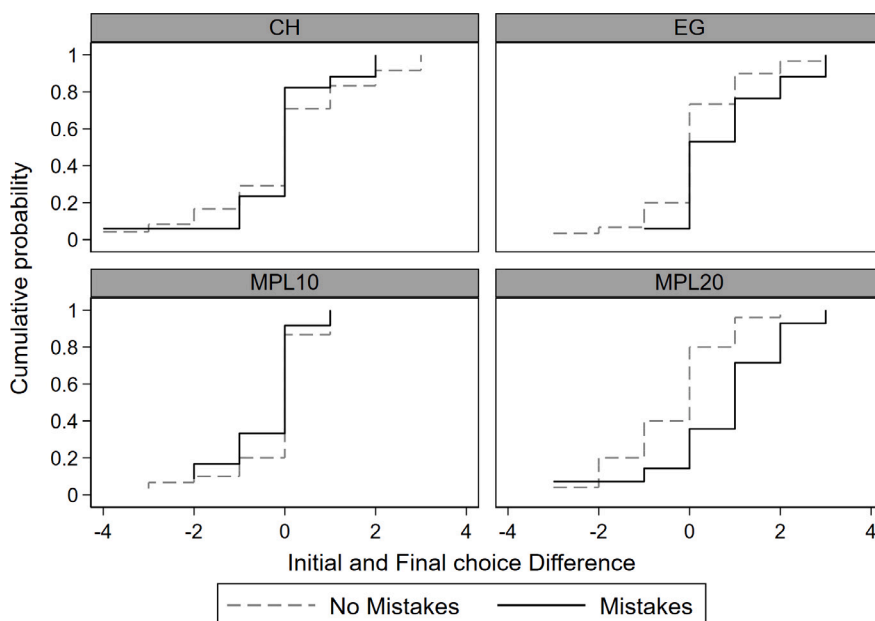 CH
EG
Cumulative probability
1
0.8
0.6
0.4
0.2
0
MPL10
MPL20
1
0.8
0.6
0.4
0.2
0
-4 -2 0 2 4
-4 -2 0 2 4
Initial and Final choice Difference
No Mistakes Mistakes